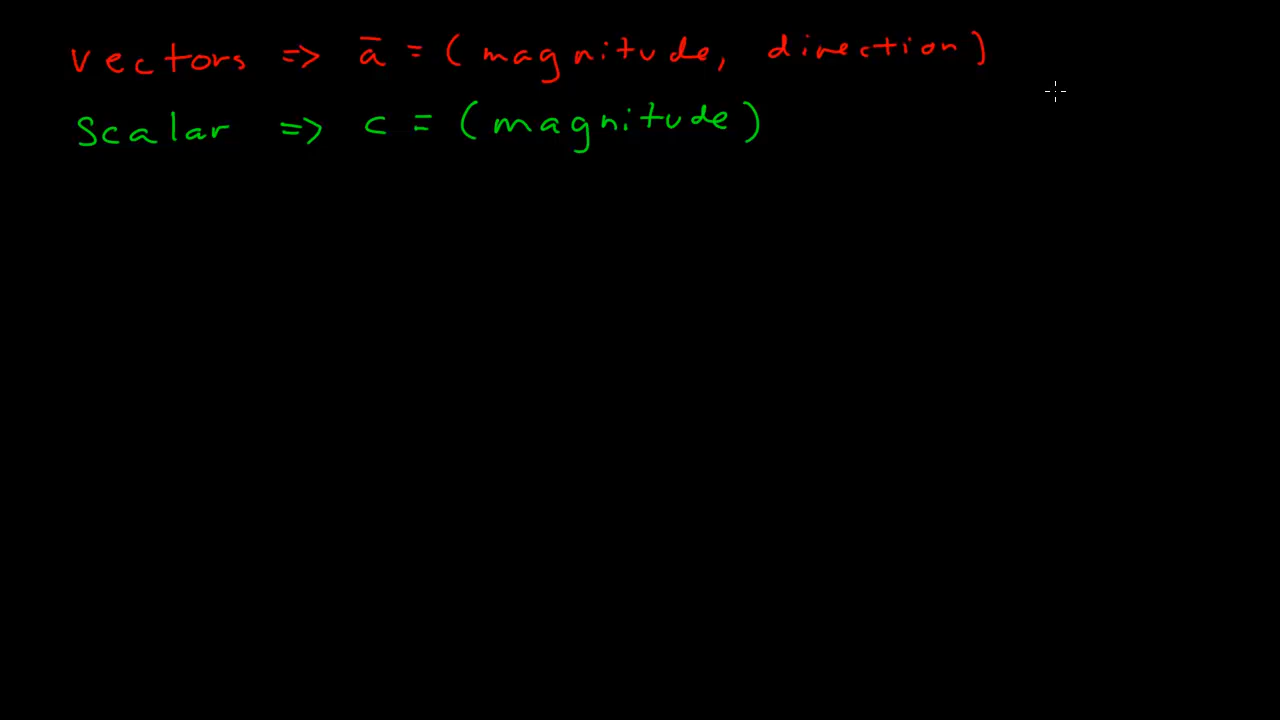 vectors => a̅ = (magnitude, direction)
Scalar => c = (magnitude)